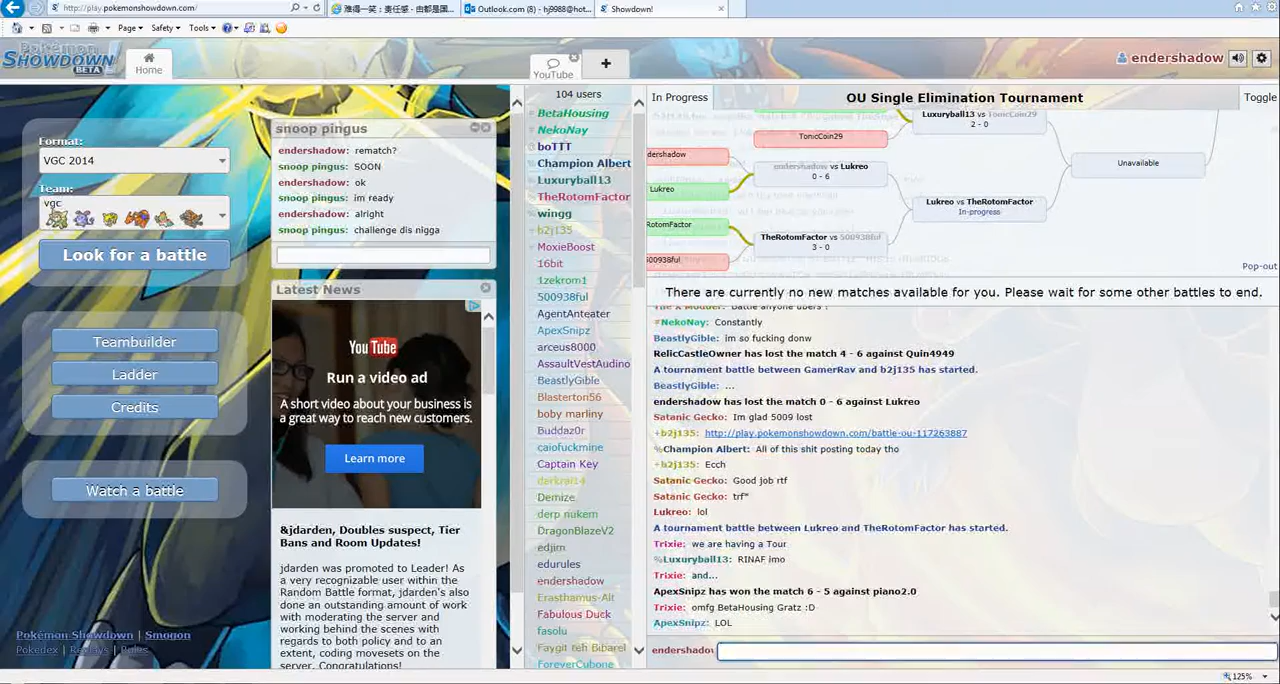 http://play.pokemonshowdown.com/
Outlook.com (8) - hj9988@hot...
Showdown!
Page
Safety
Tools
Pokémon
SHOWDOWN
BETA
Home
YouTube
endershadow
Format:
VGC 2014
Team:
vgc
Look for a battle
Teambuilder
Ladder
Credits
Watch a battle
Pokémon Showdown | Smogon
Pokédex | Replays | Rules
snoop pingus
endershadow: rematch?
snoop pingus: SOON
endershadow: ok
snoop pingus: im ready
endershadow: alright
snoop pingus: challenge dis nigga
Latest News
YouTube
Run a video ad
A short video about your business is
a great way to reach new customers.
Learn more
&jdarden, Doubles suspect, Tier
Bans and Room Updates!
jdarden was promoted to Leader! As
a very recognizable user within the
Random Battle format, jdarden's also
done an outstanding amount of work
with moderating the server and
working behind the scenes with
regards to both policy and to an
extent, coding movesets on the
server. Congratulations!
104 users
BetaHousing
NekoNay
boTTT
Champion Albert
Luxuryball13
TheRotomFactor
wingg
b2j135
MoxieBoost
16bit
1zekrom1
500938ful
AgentAnteater
ApexSnipz
arceus8000
AssaultVestAudino
BeastlyGible
Blasterton56
boby marliny
Buddaz0r
caiofuckmine
Captain Key
darkrai14
Demize
derp nukem
DragonBlazeV2
edjim
edurules
endershadow
Erasthamus-Alt
Fabulous Duck
fasolu
Faygit teh Bibarel
ForeverCubone
In Progress
OU Single Elimination Tournament
Toggle
Luxuryball13 vs TonicCoin29
2 - 0
TonicCoin29
ndershadow
endershadow vs Lukreo
0 - 6
Lukreo
Unavailable
Lukreo vs TheRotomFactor
In-progress
RotomFactor
TheRotomFactor vs 500938ful
3 - 0
500938ful
Pop-out
There are currently no new matches available for you. Please wait for some other battles to end.
#NekoNay: Constantly
BeastlyGible: im so fucking donw
RelicCastleOwner has lost the match 4 - 6 against Quin4949
A tournament battle between GamerRav and b2j135 has started.
BeastlyGible: ...
endershadow has lost the match 0 - 6 against Lukreo
Satanic Gecko: Im glad 5009 lost
+b2j135: http://play.pokemonshowdown.com/battle-ou-117263887
%Champion Albert: All of this shit posting today tho
+b2j135: Ecch
Satanic Gecko: Good job rtf
Satanic Gecko: trf*
Lukreo: lol
A tournament battle between Lukreo and TheRotomFactor has started.
Trixie: we are having a Tour
%Luxuryball13: RINAF imo
Trixie: and...
ApexSnipz has won the match 6 - 5 against piano2.0
Trixie: omfg BetaHousing Gratz :D
ApexSnipz: LOL
endershadow
125%